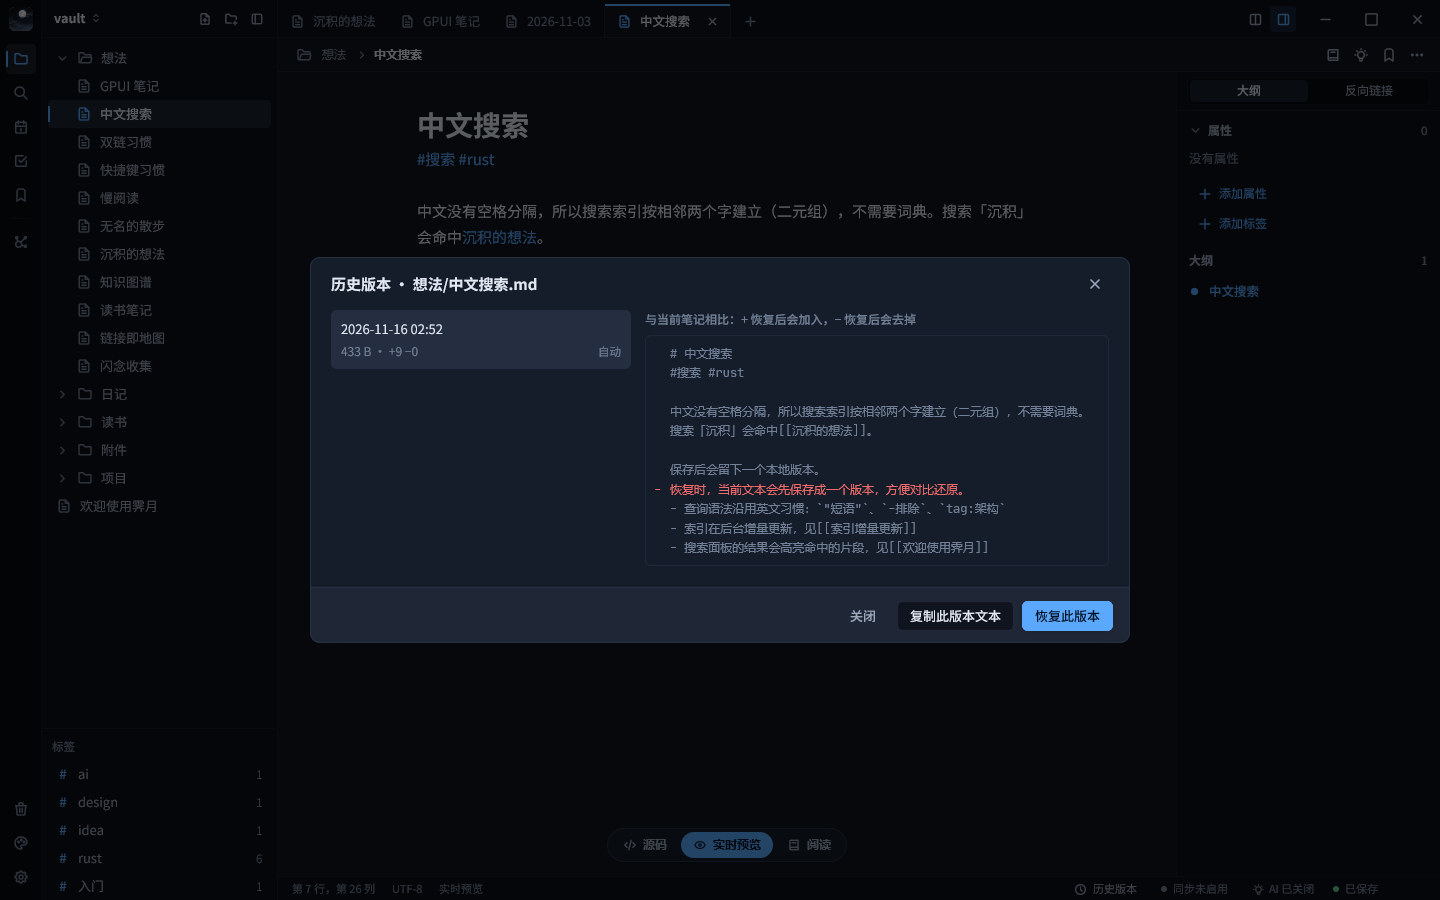 vault
沉积的想法
GPUI 笔记
2026-11-03
中文搜索
想法
GPUI 笔记
中文搜索
双链习惯
快捷键习惯
慢阅读
无名的散步
沉积的想法
知识图谱
读书笔记
链接即地图
闪念收集
日记
读书
附件
项目
欢迎使用霁月
标签
# ai 1
# design 1
# idea 1
# rust 6
# 入门 1
想法 > 中文搜索
中文搜索
#搜索 #rust
中文没有空格分隔，所以搜索索引按相邻两个字建立（二元组），不需要词典。搜索「沉积」
会命中沉积的想法。
历史版本 · 想法/中文搜索.md
2026-11-16 02:52
433 B · +9 −0
自动
与当前笔记相比：+ 恢复后会加入，− 恢复后会去掉
# 中文搜索
#搜索 #rust
中文没有空格分隔，所以搜索索引按相邻两个字建立（二元组），不需要词典。
搜索「沉积」会命中[[沉积的想法]]。
保存后会留下一个本地版本。
− 恢复时，当前文本会先保存成一个版本，方便对比还原。
- 查询语法沿用英文习惯：`"短语"`、`-排除`、`tag:架构`
- 索引在后台增量更新，见[[索引增量更新]]
- 搜索面板的结果会高亮命中的片段，见[[欢迎使用霁月]]
关闭
复制此版本文本
恢复此版本
源码
实时预览
阅读
大纲
反向链接
属性 0
没有属性
添加属性
添加标签
大纲 1
中文搜索
第 7 行，第 26 列
UTF-8
实时预览
历史版本
同步未启用
AI 已关闭
已保存